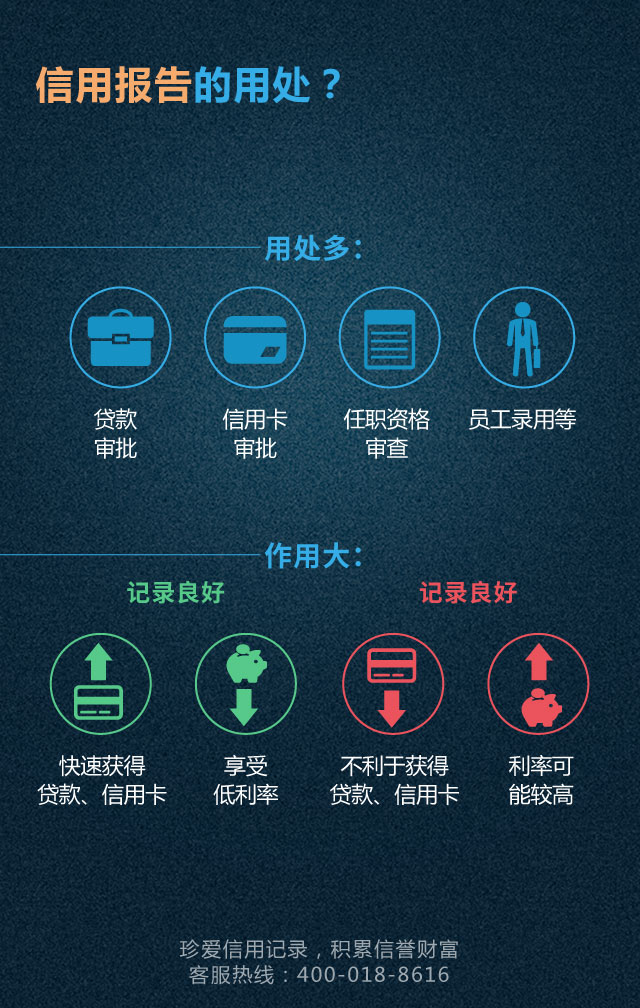 信用报告的用处？
用处多：
贷款
审批
信用卡
审批
任职资格
审查
员工录用等
作用大：
记录良好
记录良好
快速获得
贷款、信用卡
享受
低利率
不利于获得
贷款、信用卡
利率可
能较高
珍爱信用记录，积累信誉财富
客服热线：400-018-8616